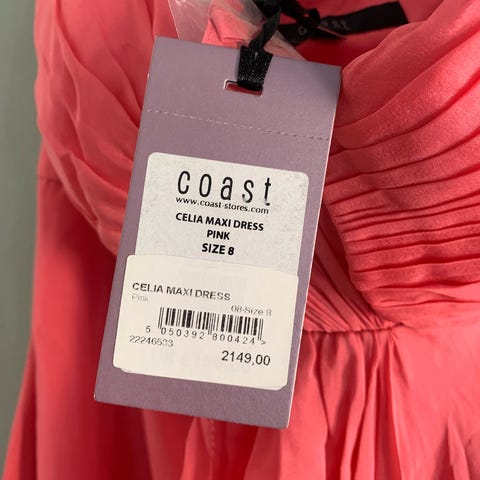 coast
coast
www.coast-stores.com
CELIA MAXI DRESS
PINK
SIZE 8
CELIA MAXI DRESS
Pink
08-Size 8
5 050392 800424 >
22246533
2149,00